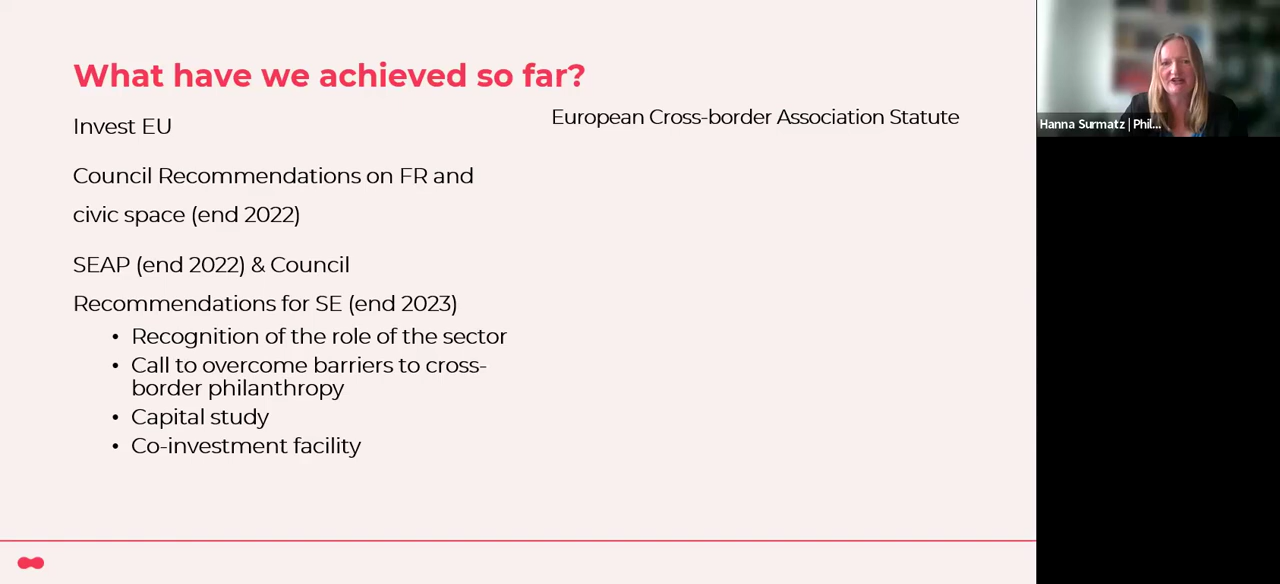 What have we achieved so far?
Invest EU
Council Recommendations on FR and
civic space (end 2022)
SEAP (end 2022) & Council
Recommendations for SE (end 2023)
• Recognition of the role of the sector
• Call to overcome barriers to cross-
border philanthropy
• Capital study
• Co-investment facility
European Cross-border Association Statute
Hanna Surmatz | Phil...